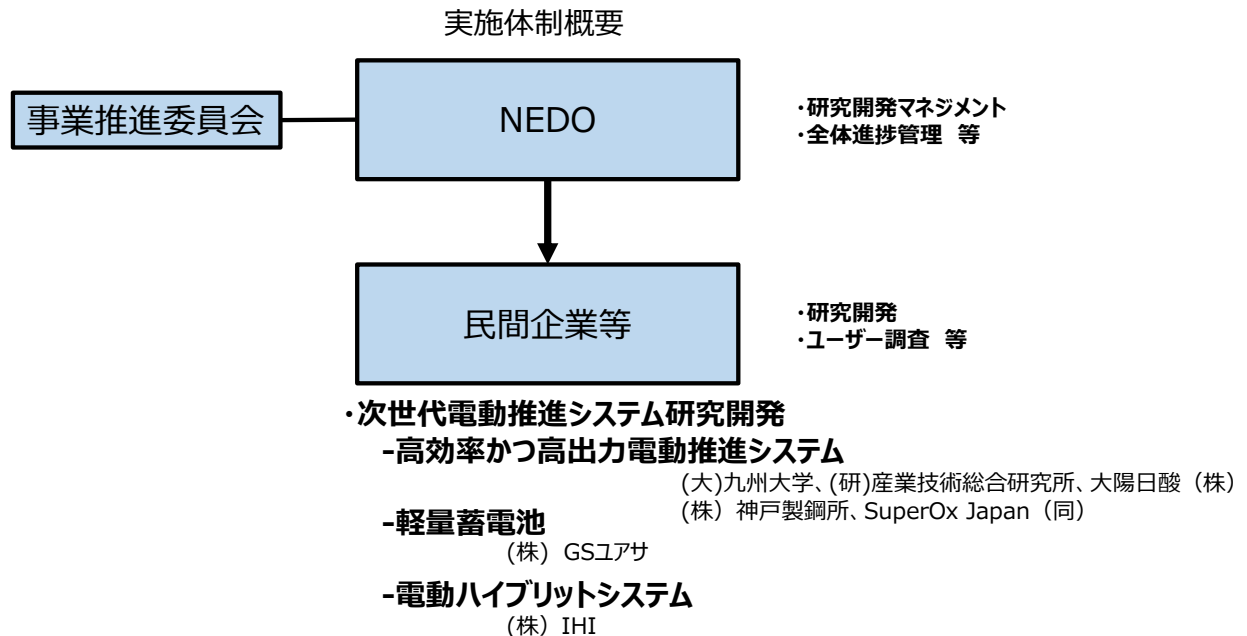 実施体制概要
事業推進委員会
NEDO
・研究開発マネジメント
・全体進捗管理 等
民間企業等
・研究開発
・ユーザー調査 等
・次世代電動推進システム研究開発
-高効率かつ高出力電動推進システム
(大)九州大学、(研)産業技術総合研究所、大陽日酸（株）
(株）神戸製鋼所、SuperOx Japan（同）
-軽量蓄電池
(株）GSユアサ
-電動ハイブリットシステム
(株）IHI